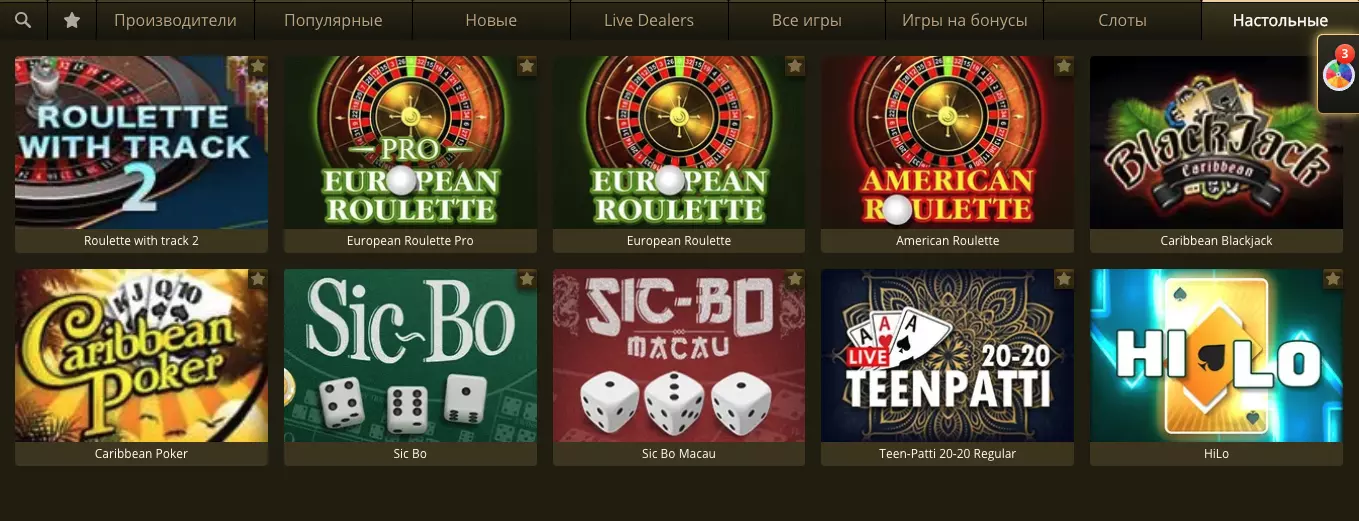 Производители
Популярные
Новые
Live Dealers
Все игры
Игры на бонусы
Слоты
Настольные
3
ROULETTE
WITH TRACK
2
Roulette with track 2
PRO
EUROPEAN
ROULETTE
European Roulette Pro
EUROPEAN
ROULETTE
European Roulette
AMERICAN
ROULETTE
American Roulette
BlackJack
Caribbean
Caribbean Blackjack
Caribbean
Poker
Caribbean Poker
Sic-Bo
Sic Bo
SIC-BO
MACAU
Sic Bo Macau
A
A
A
LIVE
20-20
TEENPATTI
Teen-Patti 20-20 Regular
HILO
HiLo